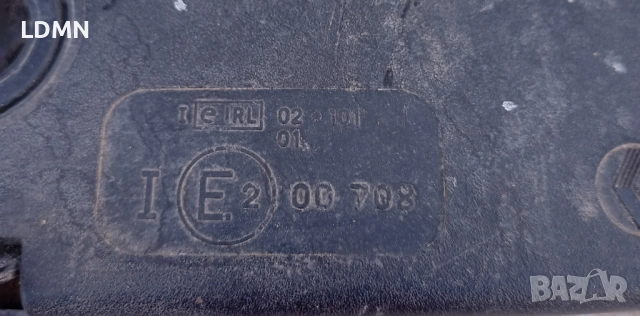 LDMN
I e IRL 02 * 101
01
I E 2 00 708
BAZAR